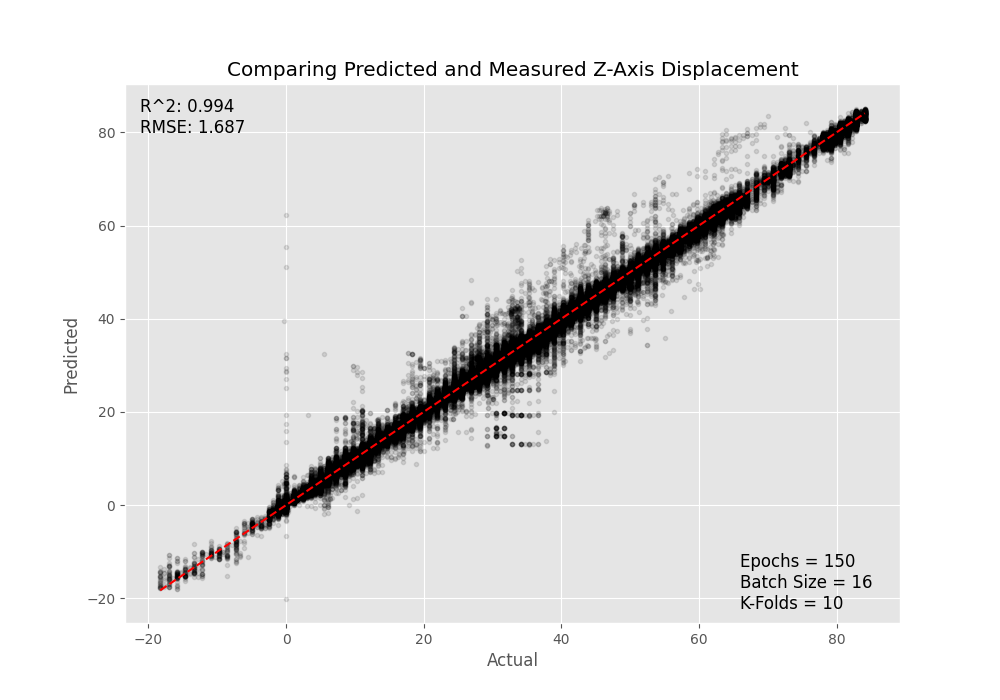 Comparing Predicted and Measured Z-Axis Displacement
R^2: 0.994
RMSE: 1.687
80
60
40
20
0
−20
Predicted
Epochs = 150
Batch Size = 16
K-Folds = 10
−20 0 20 40 60 80
Actual